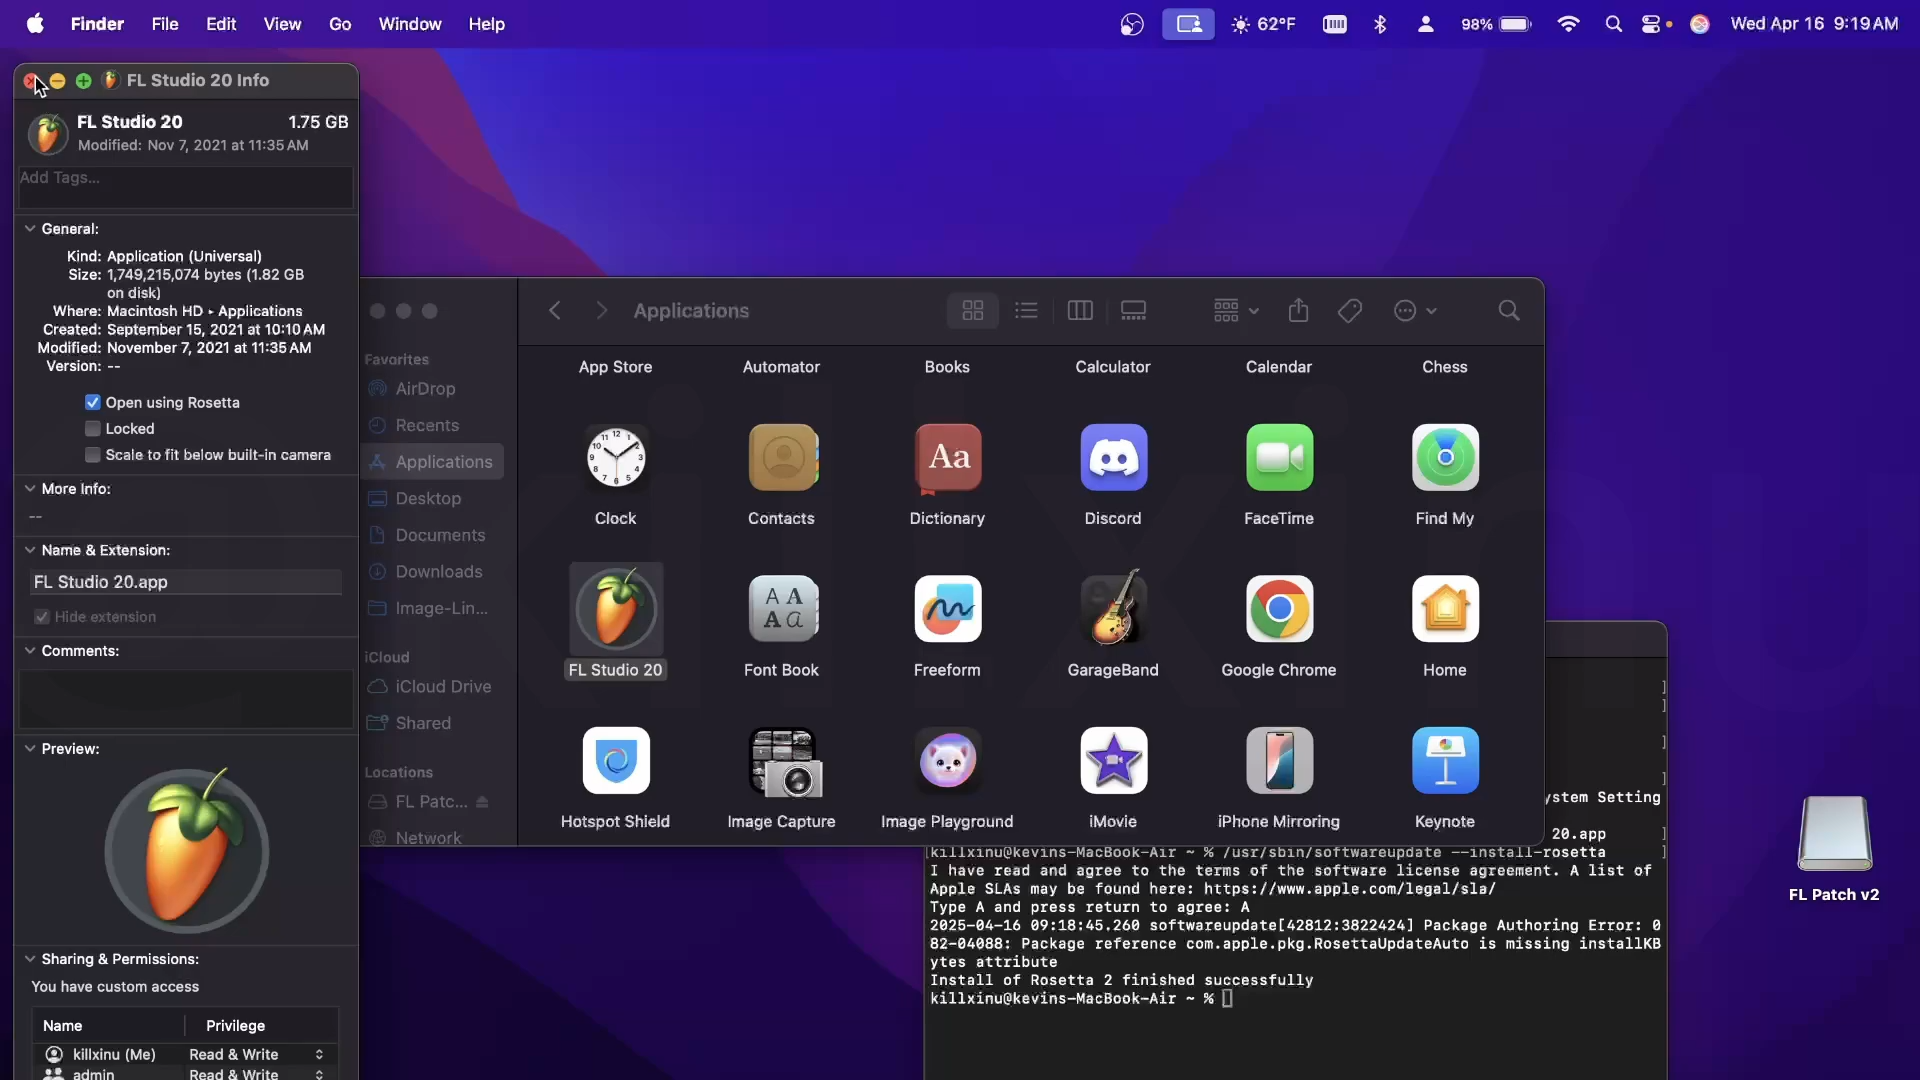 Finder File Edit View Go Window Help 62°F 98% Wed Apr 16 9:19 AM
FL Studio 20 Info
FL Studio 20 1.75 GB
Modified: Nov 7, 2021 at 11:35 AM
Add Tags...
General:
Kind: Application (Universal)
Size: 1,749,215,074 bytes (1.82 GB
on disk)
Where: Macintosh HD ▸ Applications
Created: September 15, 2021 at 10:10 AM
Modified: November 7, 2021 at 11:35 AM
Version: --
Open using Rosetta
Locked
Scale to fit below built-in camera
More Info:
--
Name & Extension:
FL Studio 20.app
Hide extension
Comments:
Preview:
Sharing & Permissions:
You have custom access
Name Privilege
killxinu (Me) Read & Write
admin Read & Write
Applications
Favorites
AirDrop
Recents
Applications
Desktop
Documents
Downloads
Image-Lin...
iCloud
iCloud Drive
Shared
Locations
FL Patc...
Network
App Store Automator Books Calculator Calendar Chess
Clock Contacts Dictionary Discord FaceTime Find My
FL Studio 20 Font Book Freeform GarageBand Google Chrome Home
Hotspot Shield Image Capture Image Playground iMovie iPhone Mirroring Keynote
ystem Setting
20.app
killxinu@kevins-MacBook-Air ~ % /usr/sbin/softwareupdate --install-rosetta
I have read and agree to the terms of the software license agreement. A list of
Apple SLAs may be found here: https://www.apple.com/legal/sla/
Type A and press return to agree: A
2025-04-16 09:18:45.260 softwareupdate[42812:3822424] Package Authoring Error: 0
82-04088: Package reference com.apple.pkg.RosettaUpdateAuto is missing installKB
ytes attribute
Install of Rosetta 2 finished successfully
killxinu@kevins-MacBook-Air ~ %
FL Patch v2